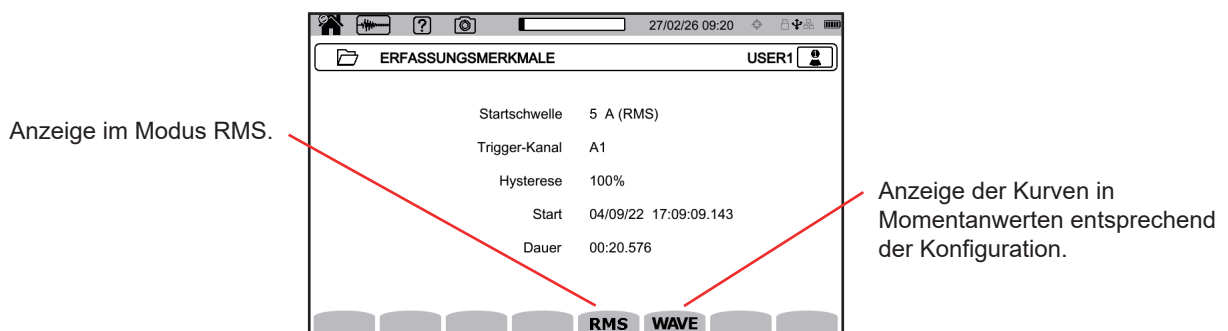 27/02/26 09:20
ERFASSUNGSMERKMALE USER1
Startschwelle 5 A (RMS)
Anzeige im Modus RMS.
Trigger-Kanal A1
Hysterese 100%
Start 04/09/22 17:09:09.143
Dauer 00:20.576
Anzeige der Kurven in
Momentanwerten entsprechend
der Konfiguration.
RMS WAVE